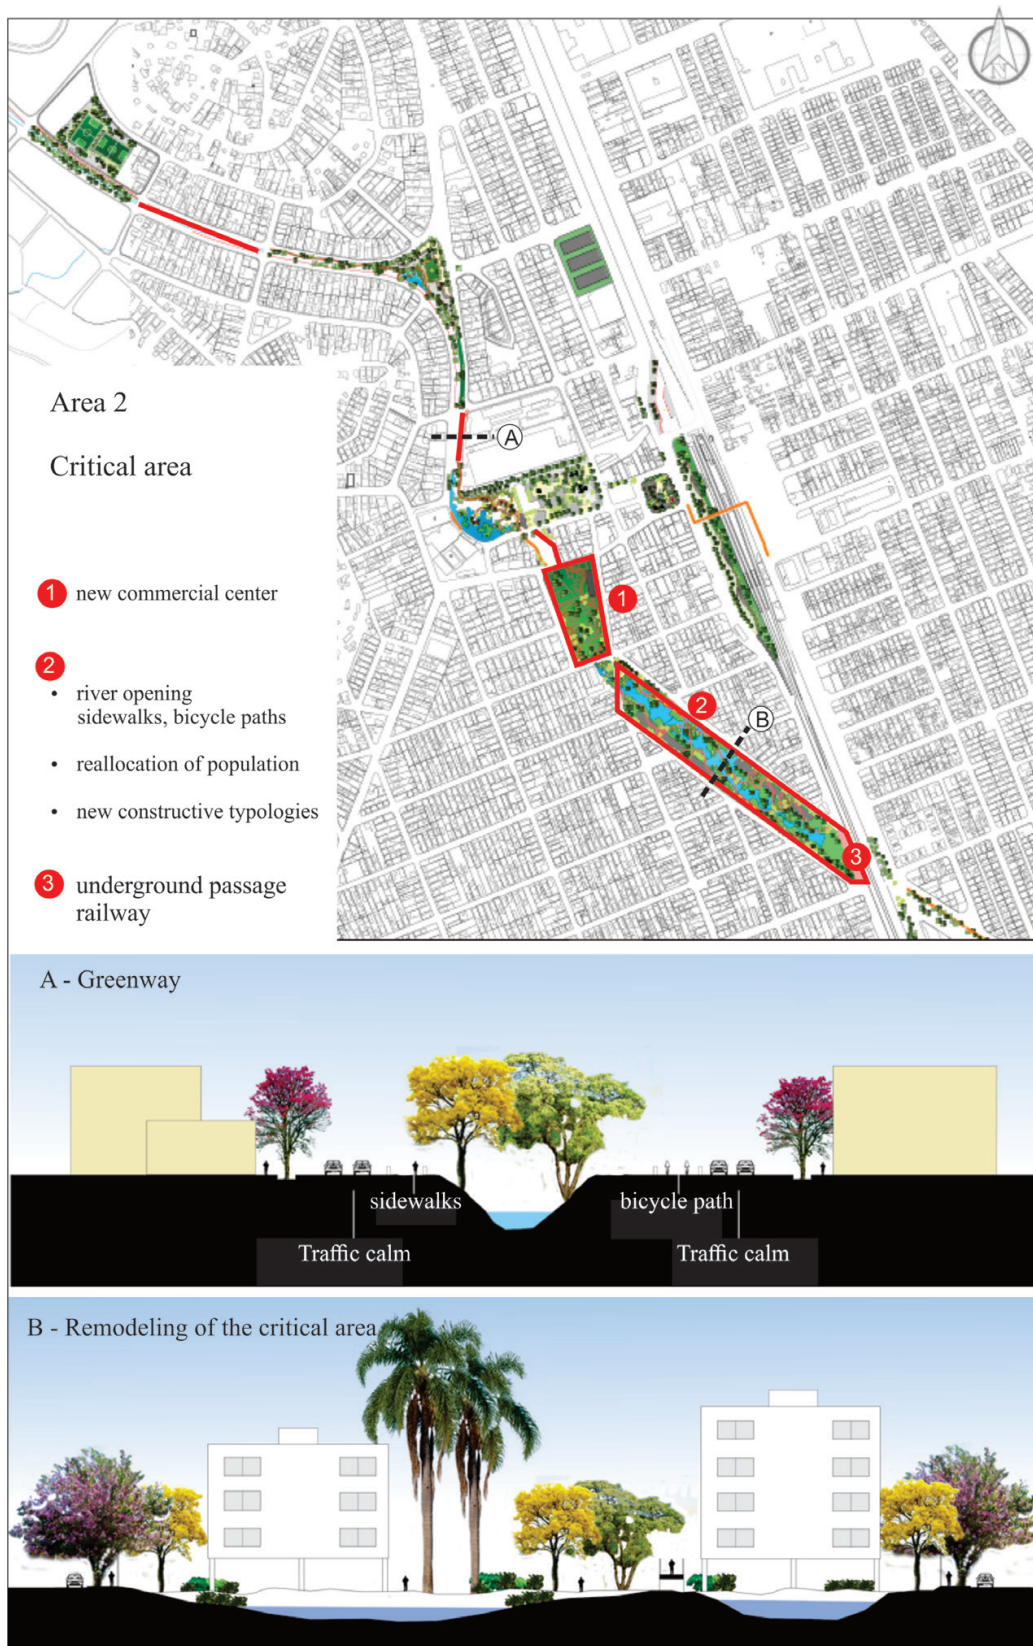 Area 2
Critical area
1 new commercial center
2
• river opening
sidewalks, bicycle paths
• reallocation of population
• new constructive typologies
3 underground passage
railway
A
1
2
B
3
A - Greenway
sidewalks
bicycle path
Traffic calm
Traffic calm
B - Remodeling of the critical area